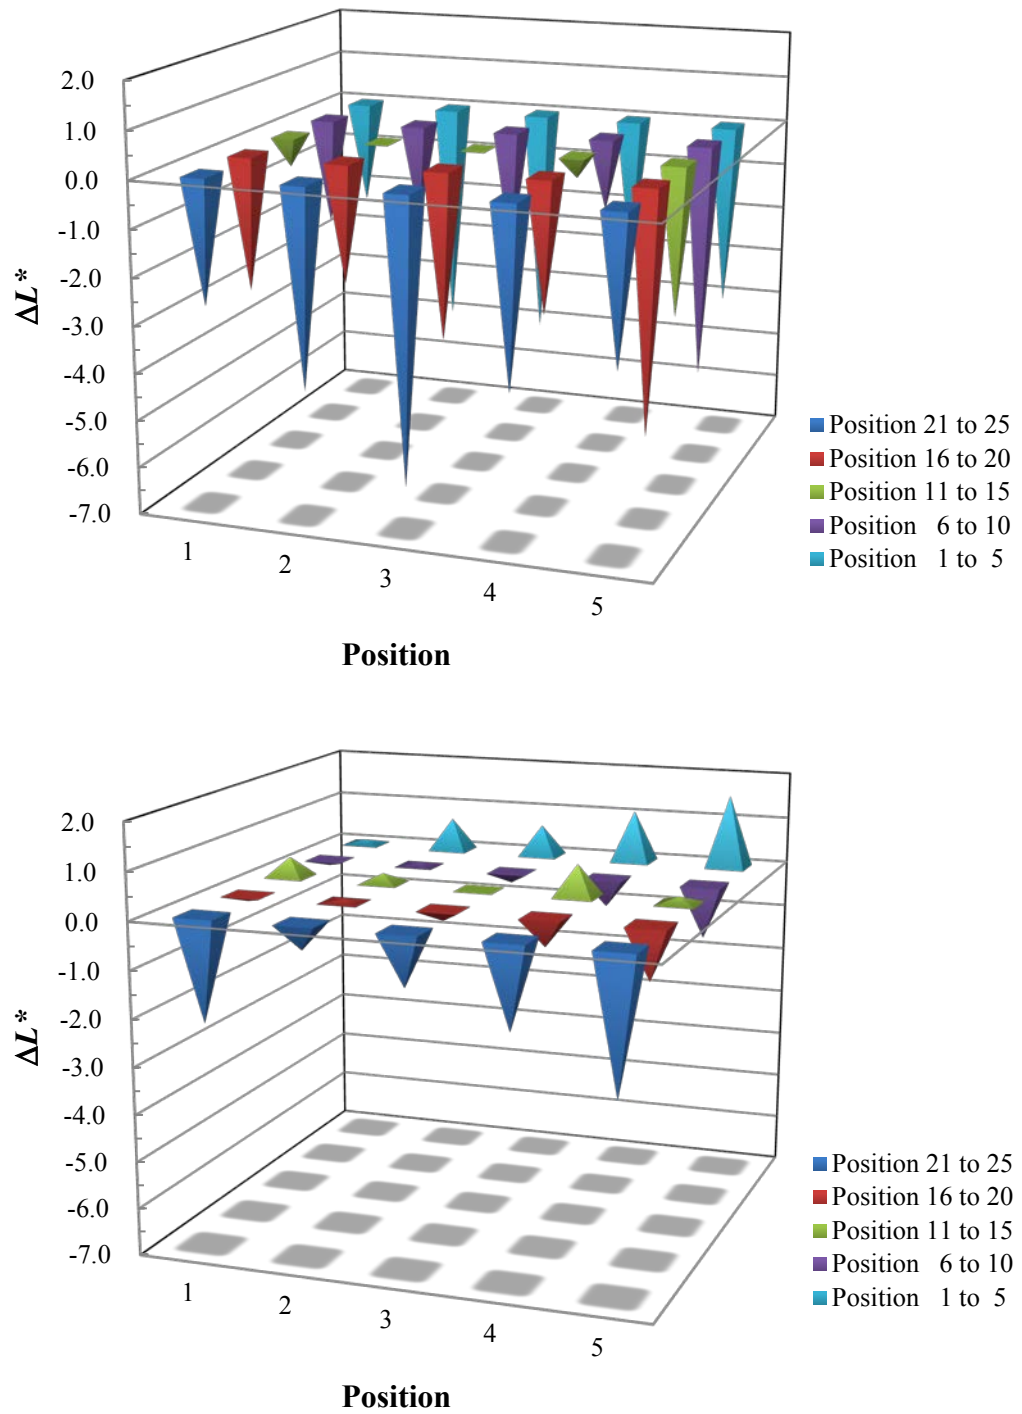 2.0
1.0
0.0
-1.0
-2.0
-3.0
-4.0
-5.0
-6.0
-7.0
ΔL*
1
2
3
4
5
Position
Position 21 to 25
Position 16 to 20
Position 11 to 15
Position 6 to 10
Position 1 to 5
2.0
1.0
0.0
-1.0
-2.0
-3.0
-4.0
-5.0
-6.0
-7.0
ΔL*
1
2
3
4
5
Position
Position 21 to 25
Position 16 to 20
Position 11 to 15
Position 6 to 10
Position 1 to 5